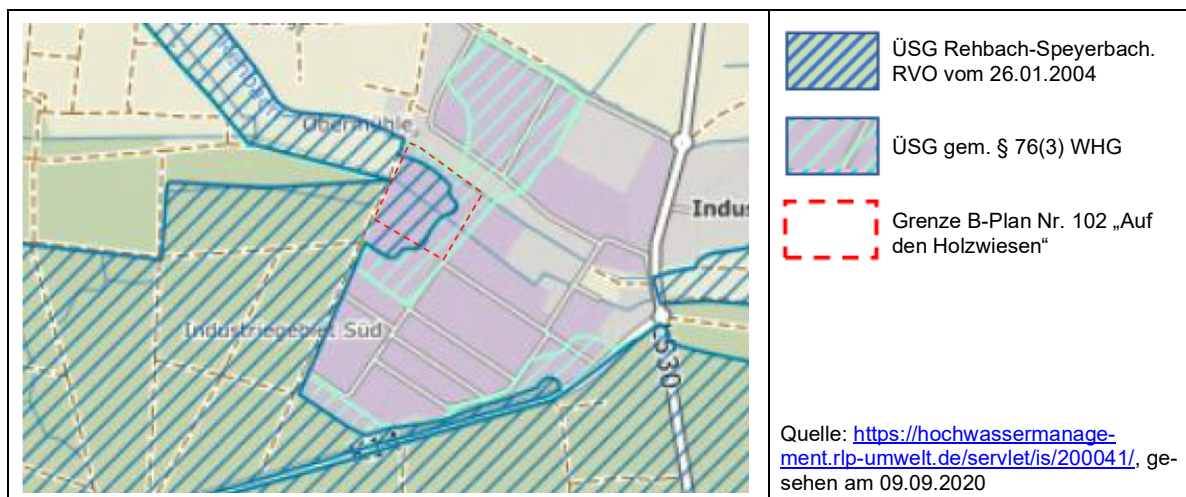 Rehbach
Obermühle
Indus
Industriegebiet Süd
L530
ÜSG Rehbach-Speyerbach.
RVO vom 26.01.2004
ÜSG gem. § 76(3) WHG
Grenze B-Plan Nr. 102 „Auf
den Holzwiesen“
Quelle: https://hochwassermanage-
ment.rlp-umwelt.de/servlet/is/200041/, ge-
sehen am 09.09.2020